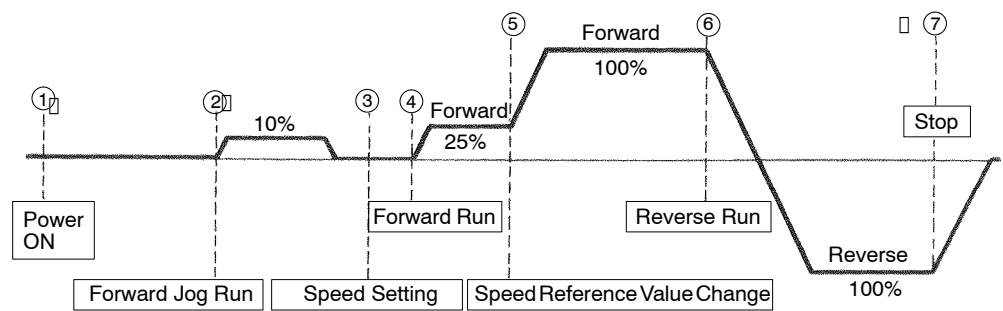 ⑤
⑥
⑦
Forward
100%
①
②
③
④
10%
Forward
25%
Stop
Power
ON
Forward Run
Reverse Run
Reverse
100%
Forward Jog Run
Speed Setting
Speed Reference Value Change